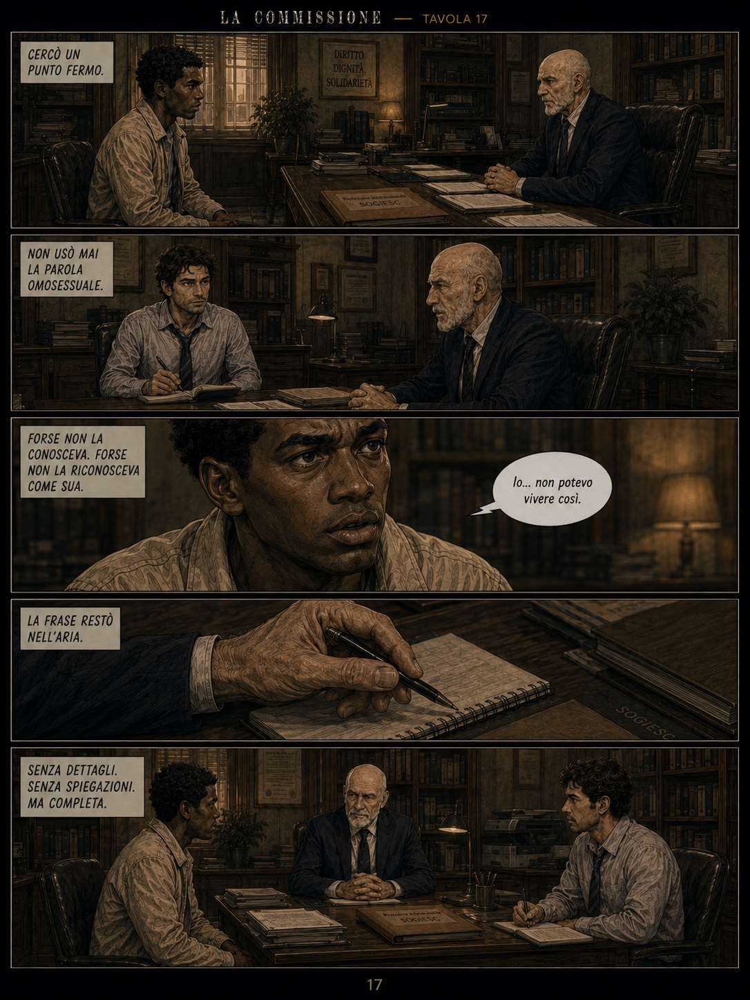 LA COMMISSIONE — TAVOLA 17
CERCÒ UN
PUNTO FERMO.
DIRITTO
DIGNITÀ,
SOLIDARIETÀ
Protezione internazionale
SOGIESC
NON USÒ MAI
LA PAROLA
OMOSESSUALE.
FORSE NON LA
CONOSCEVA. FORSE
NON LA RICONOSCEVA
COME SUA.
Io... non potevo
vivere così.
LA FRASE RESTÒ
NELL'ARIA.
SOGIESC
SENZA DETTAGLI.
SENZA SPIEGAZIONI.
MA COMPLETA.
SOGIESC
17